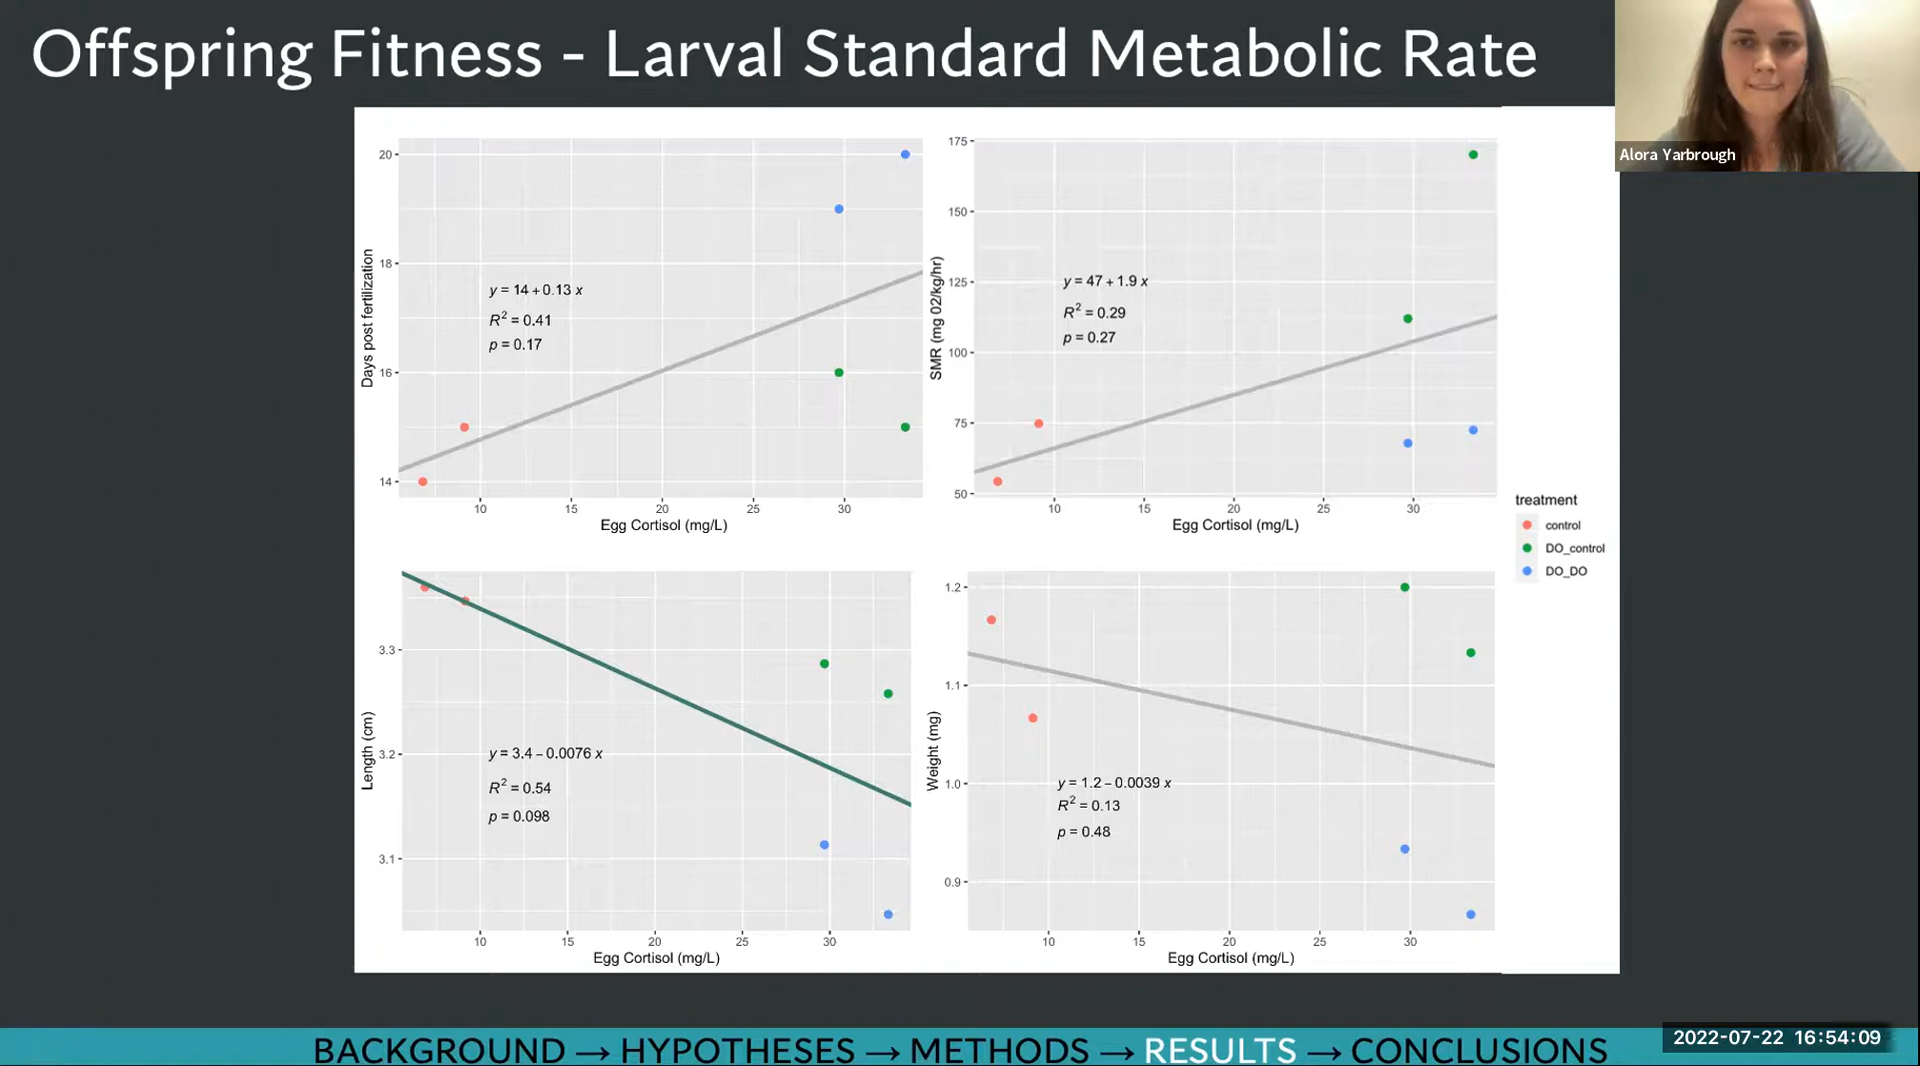 Offspring Fitness - Larval Standard Metabolic Rate
Alora Yarbrough
20
18
16
14
Days post fertilization
y = 14 + 0.13 x
R² = 0.41
p = 0.17
10 15 20 25 30
Egg Cortisol (mg/L)
175
150
125
100
75
50
SMR (mg 02/kg/hr)
y = 47 + 1.9 x
R² = 0.29
p = 0.27
10 15 20 25 30
Egg Cortisol (mg/L)
treatment
control
DO_control
DO_DO
3.3
3.2
3.1
Length (cm)
y = 3.4 – 0.0076 x
R² = 0.54
p = 0.098
10 15 20 25 30
Egg Cortisol (mg/L)
1.2
1.1
1.0
0.9
Weight (mg)
y = 1.2 – 0.0039 x
R² = 0.13
p = 0.48
10 15 20 25 30
Egg Cortisol (mg/L)
BACKGROUND → HYPOTHESES → METHODS → RESULTS → CONCLUSIONS
2022-07-22 16:54:09